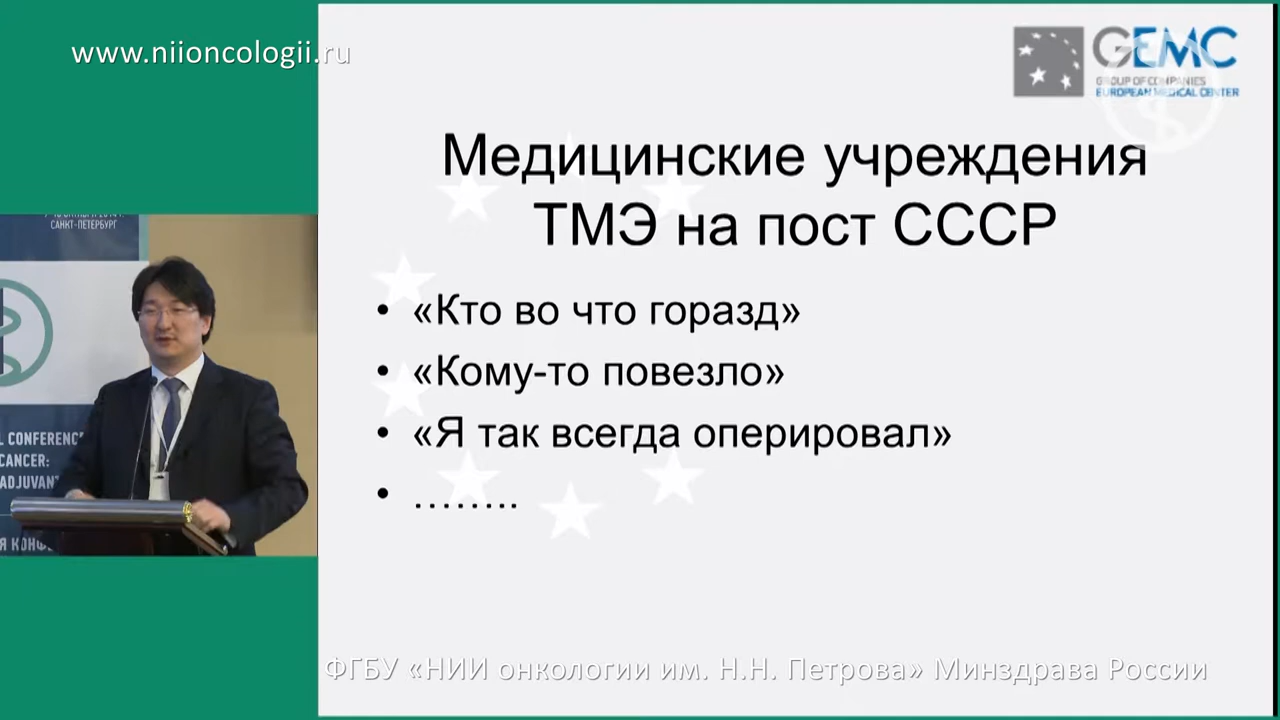 www.niioncologii.ru
GEMC
GROUP OF COMPANIES
EUROPEAN MEDICAL CENTER
Медицинские учреждения
ТМЭ на пост СССР
• «Кто во что горазд»
• «Кому-то повезло»
• «Я так всегда оперировал»
• ……..
САНКТ-ПЕТЕРБУРГ
L CONFERENCE
CANCER:
ADJUVANT
Я КОНФ
ФГБУ «НИИ онкологии им. Н.Н. Петрова» Минздрава России